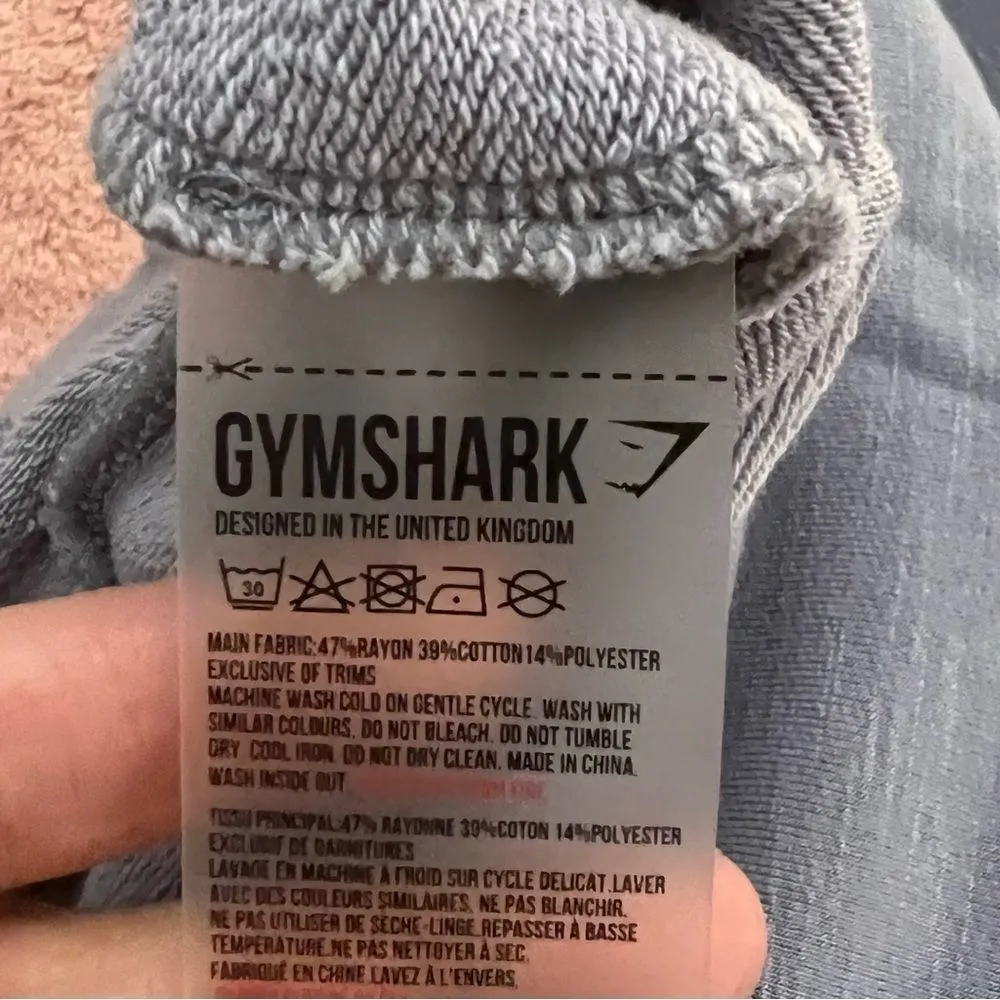 GYMSHARK
DESIGNED IN THE UNITED KINGDOM
30
MAIN FABRIC:47%RAYON 39%COTTON 14%POLYESTER
EXCLUSIVE OF TRIMS
MACHINE WASH COLD ON GENTLE CYCLE. WASH WITH
SIMILAR COLOURS. DO NOT BLEACH. DO NOT TUMBLE
DRY. COOL IRON. DO NOT DRY CLEAN. MADE IN CHINA.
WASH INSIDE OUT FIRE
TISSU PRINCIPAL:47% RAYONNE 39%COTON 14%POLYESTER
EXCLUSIF DE GARNITURES
LAVAGE EN MACHINE À FROID SUR CYCLE DELICAT.LAVER
AVEC DES COULEURS SIMILAIRES. NE PAS BLANCHIR.
NE PAS UTILISER DE SECHE-LINGE.REPASSER À BASSE
TEMPERATURE.NE PAS NETTOYER À SEC.
FABRIQUÉ EN CHINE.LAVEZ À L'ENVERS.